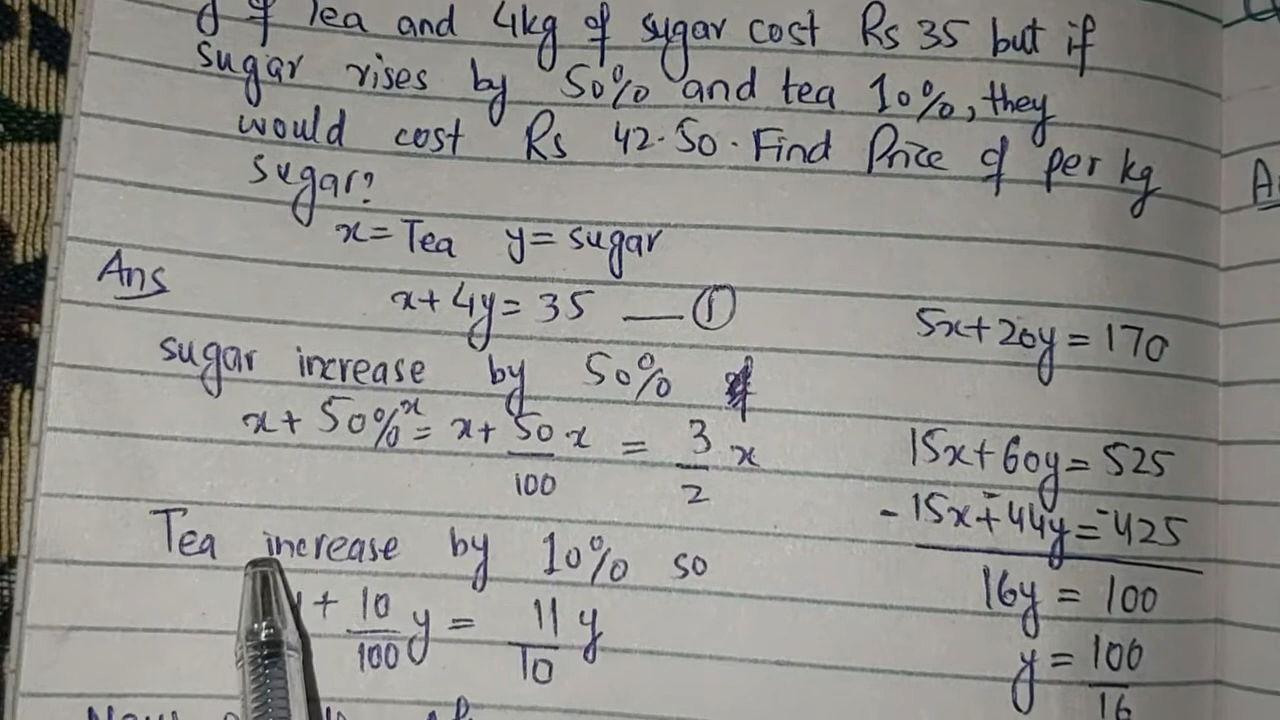 of Tea and 4kg of sugar cost Rs 35 but if
sugar rises by 50% and tea 10%, they
would cost Rs 42.50. Find Price of per kg
sugar?
x = Tea y = sugar
Ans
x + 4y = 35 — ①
sugar increase by 50%
x + 50% x = x + 50/100 x = 3/2 x
Tea increase by 10% so
+ 10/100 y = 11/10 y
5x + 20y = 170
15x + 60y = 525
- 15x + 44y = 425
16y = 100
y = 100/16